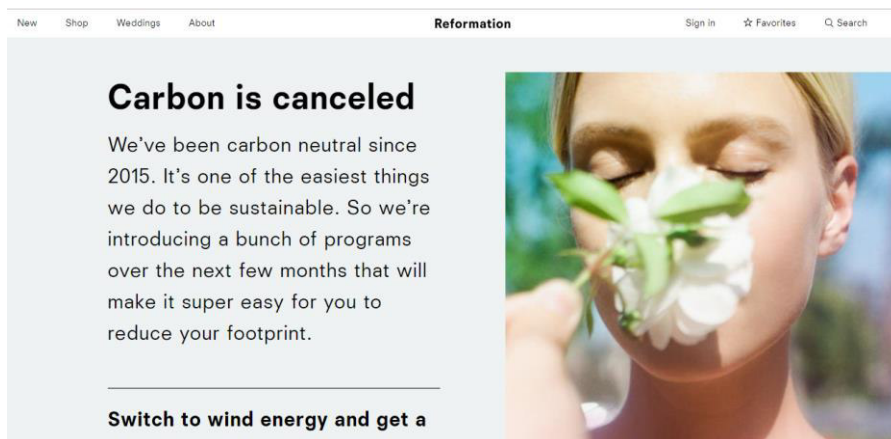 New Shop Weddings About Reformation Sign in ☆ Favorites Search
Carbon is canceled
We've been carbon neutral since
2015. It's one of the easiest things
we do to be sustainable. So we're
introducing a bunch of programs
over the next few months that will
make it super easy for you to
reduce your footprint.
Switch to wind energy and get a